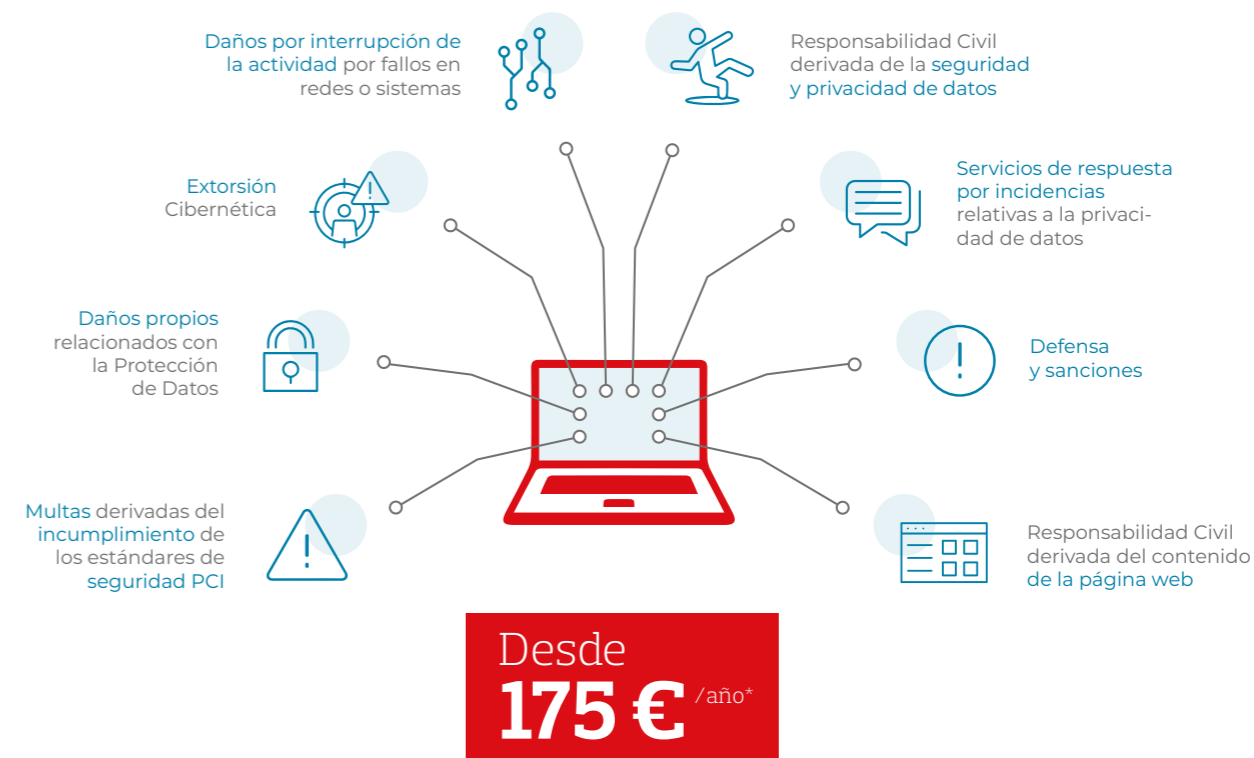 Daños por interrupción de
la actividad por fallos en
redes o sistemas
Responsabilidad Civil
derivada de la seguridad
y privacidad de datos
Extorsión
Cibernética
Servicios de respuesta
por incidencias
relativas a la privaci-
dad de datos
Daños propios
relacionados con
la Protección
de Datos
Defensa
y sanciones
Multas derivadas del
incumplimiento de
los estándares de
seguridad PCI
Responsabilidad Civil
derivada del contenido
de la página web
Desde
175 € /año*